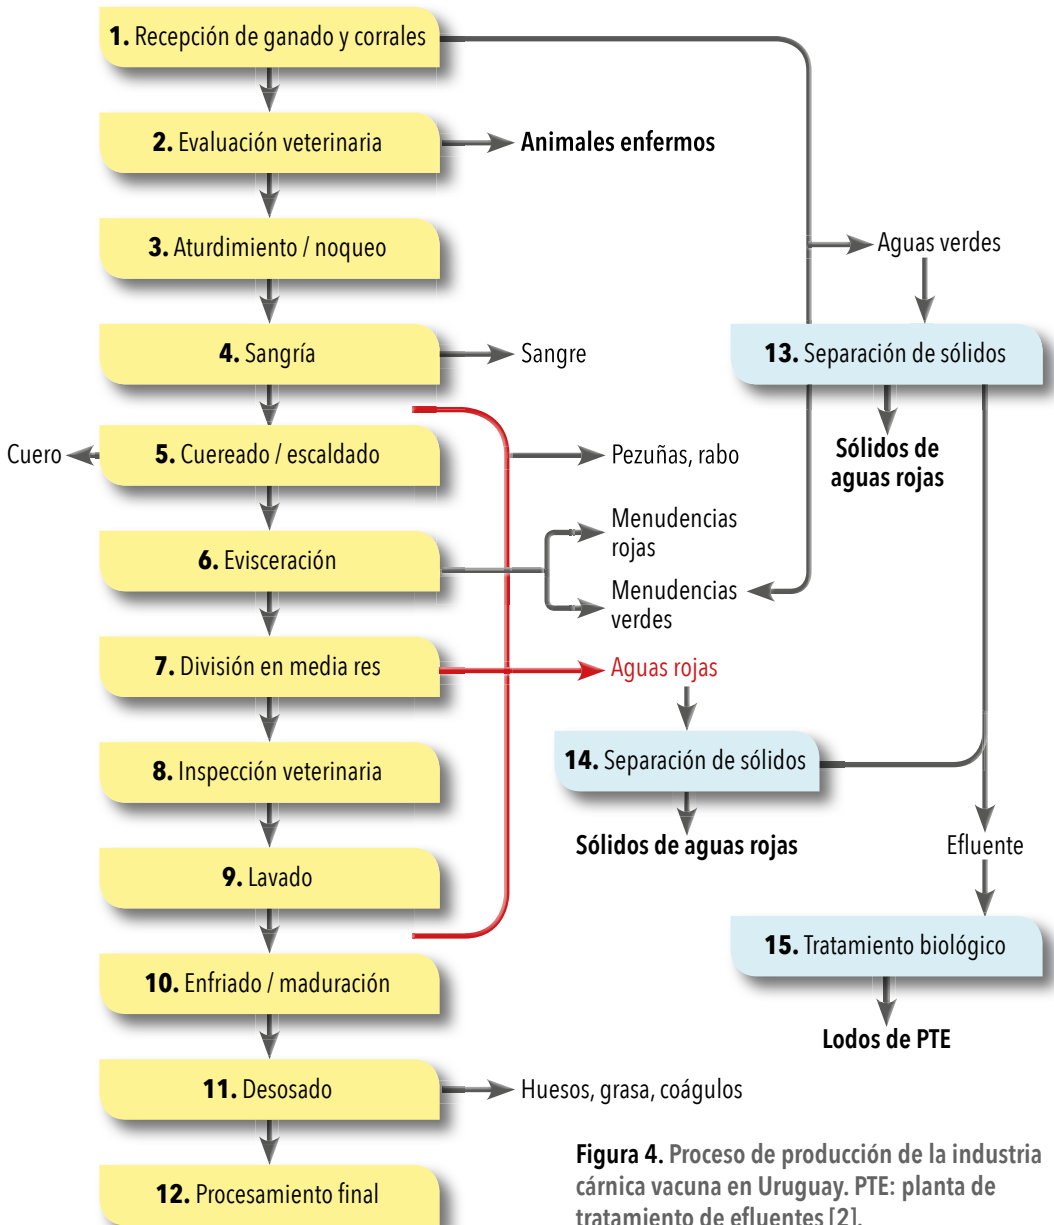 1. Recepción de ganado y corrales
2. Evaluación veterinaria
Animales enfermos
3. Aturdimiento / noqueo
Aguas verdes
4. Sangría
Sangre
13. Separación de sólidos
Cuero
5. Cuereado / escaldado
Pezuñas, rabo
Sólidos de
aguas rojas
6. Evisceración
Menudencias
rojas
Menudencias
verdes
7. División en media res
Aguas rojas
8. Inspección veterinaria
14. Separación de sólidos
Sólidos de aguas rojas
Efluente
9. Lavado
15. Tratamiento biológico
10. Enfriado / maduración
Lodos de PTE
11. Desosado
Huesos, grasa, coágulos
12. Procesamiento final
Figura 4. Proceso de producción de la industria
cárnica vacuna en Uruguay. PTE: planta de
tratamiento de efluentes [2].